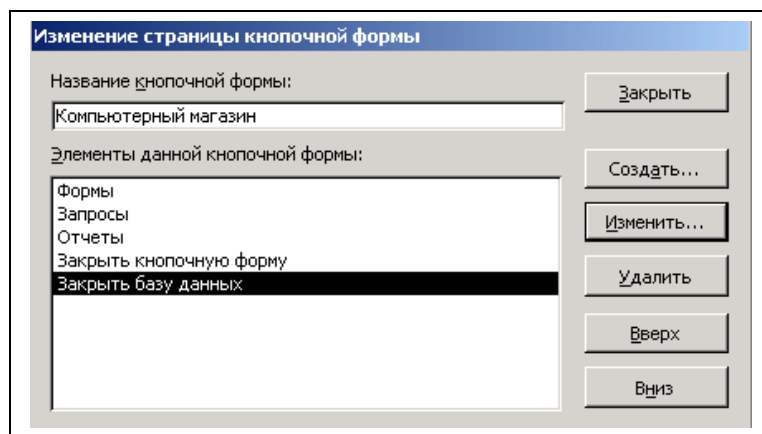 Изменение страницы кнопочной формы
Название кнопочной формы:
Компьютерный магазин
Элементы данной кнопочной формы:
Формы
Запросы
Отчеты
Закрыть кнопочную форму
Закрыть базу данных
Закрыть
Создать...
Изменить...
Удалить
Вверх
Вниз